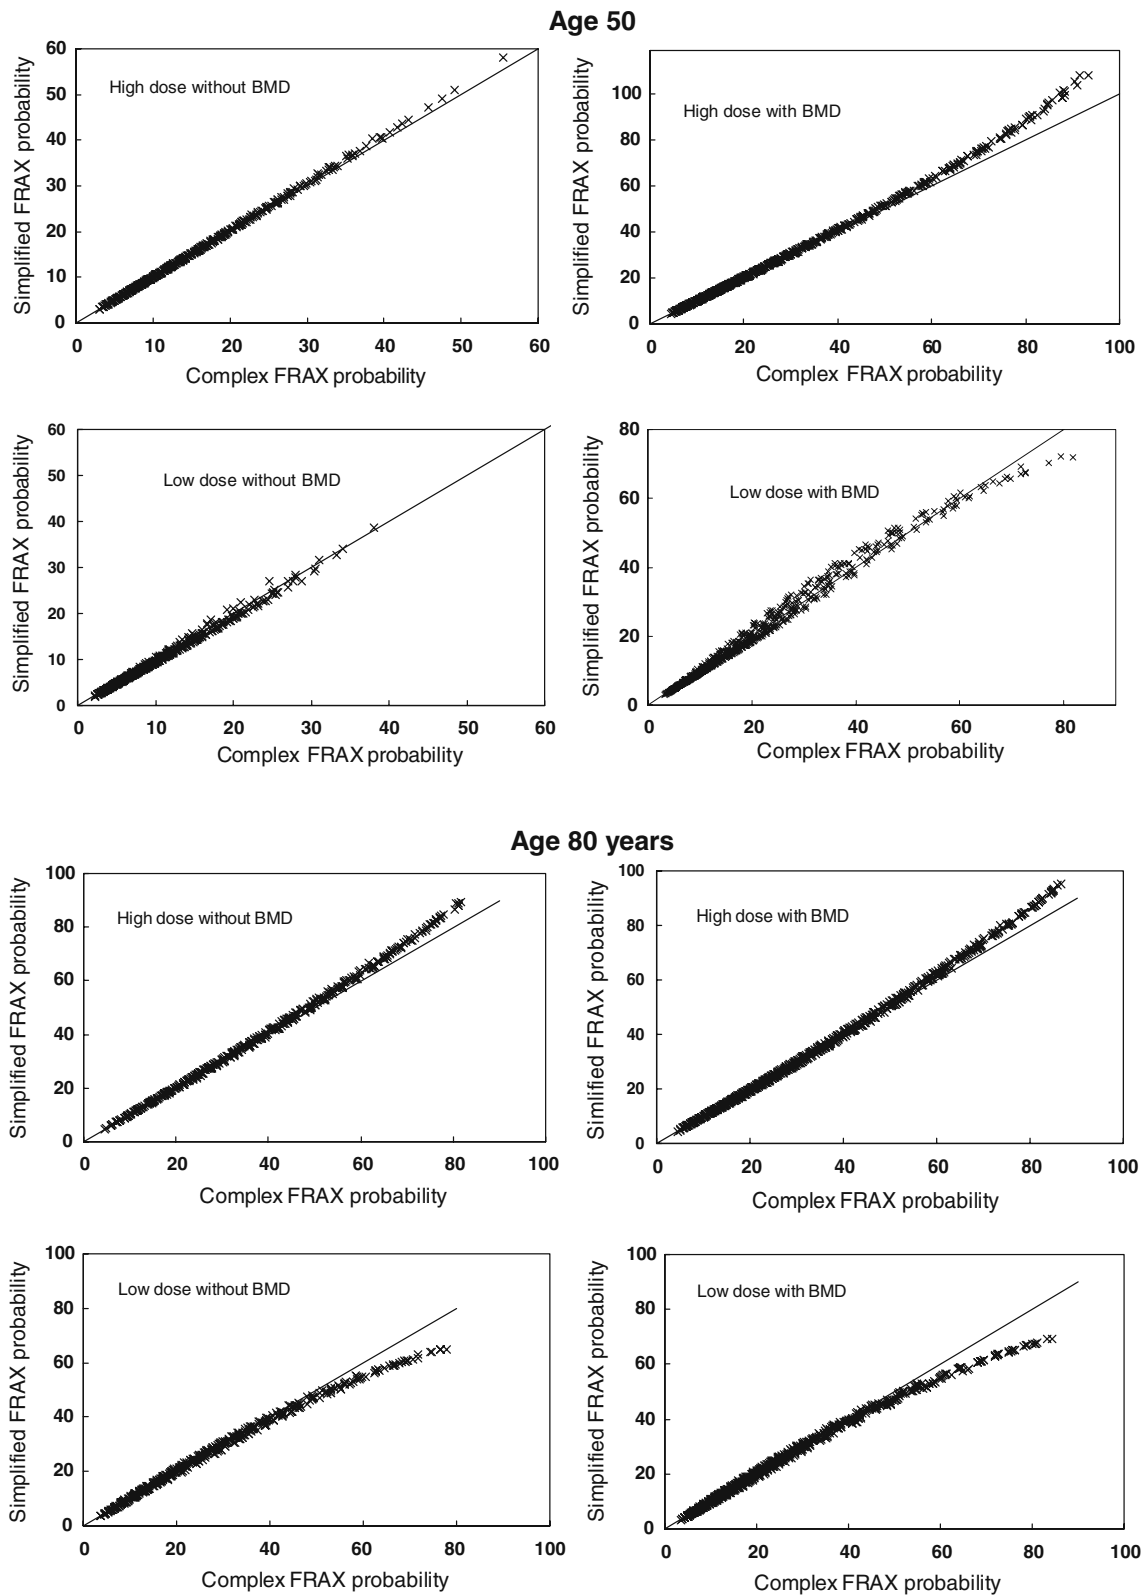 Age 50
60
50
40
30
20
10
0
Simplified FRAX probability
High dose without BMD
0 10 20 30 40 50 60
Complex FRAX probability
100
80
60
40
20
0
Simplified FRAX probability
High dose with BMD
0 20 40 60 80 100
Complex FRAX probability
60
50
40
30
20
10
0
Simplified FRAX probability
Low dose without BMD
0 10 20 30 40 50 60
Complex FRAX probability
80
60
40
20
0
Simplified FRAX probability
Low dose with BMD
0 20 40 60 80
Complex FRAX probability
Age 80 years
100
80
60
40
20
0
Simplified FRAX probability
High dose without BMD
0 20 40 60 80 100
Complex FRAX probability
100
80
60
40
20
0
Simlified FRAX probability
High dose with BMD
0 20 40 60 80 100
Complex FRAX probability
100
80
60
40
20
0
Simplified FRAX probability
Low dose without BMD
0 20 40 60 80 100
Complex FRAX probability
100
80
60
40
20
0
Simplified FRAX probability
Low dose with BMD
0 20 40 60 80 100
Complex FRAX probability